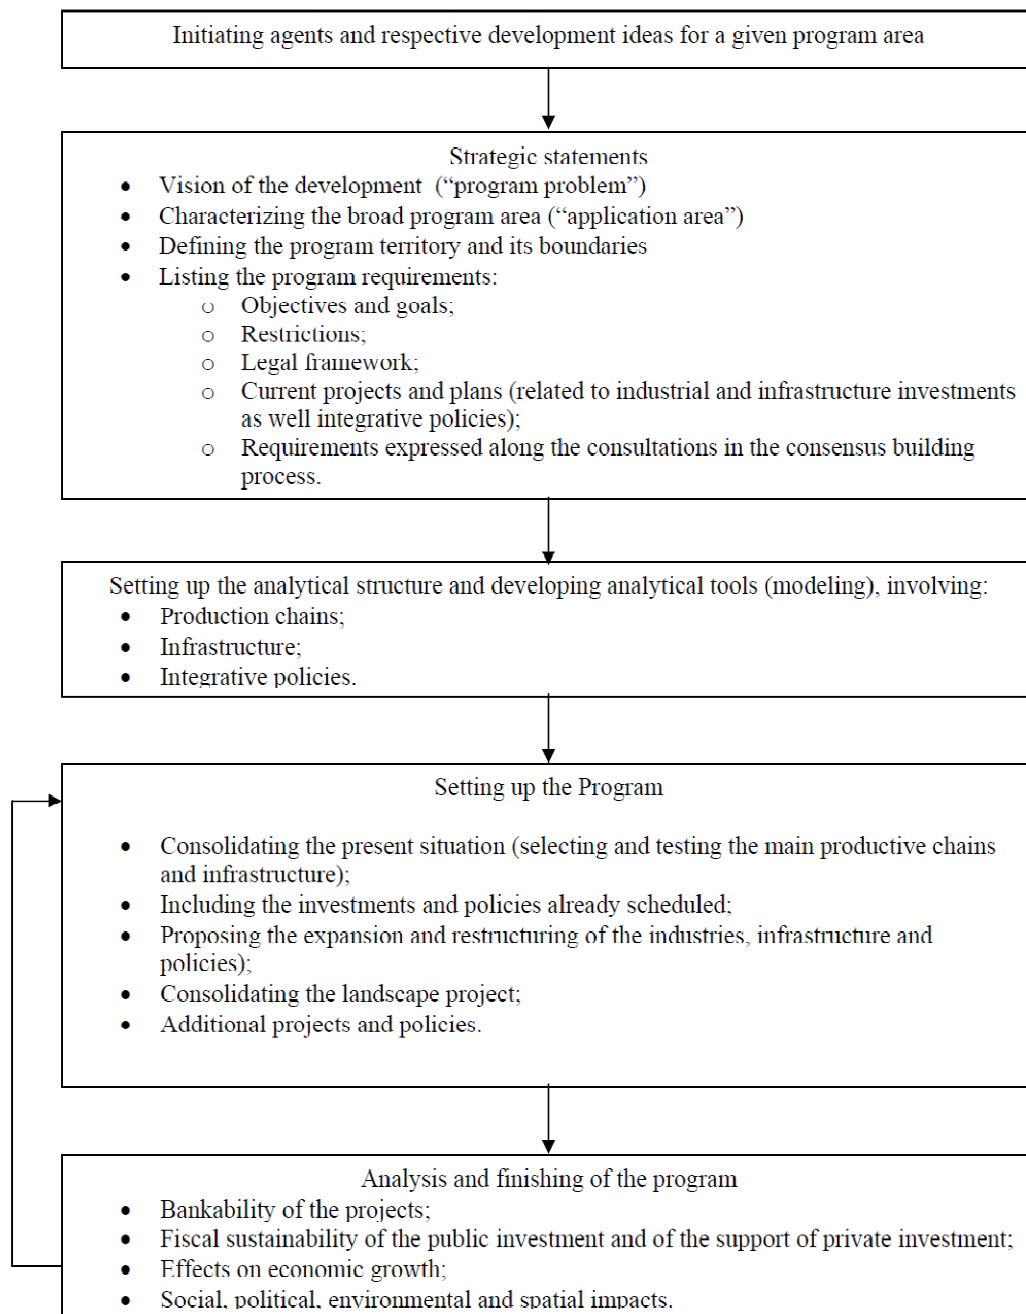 Initiating agents and respective development ideas for a given program area
Strategic statements
• Vision of the development (“program problem”)
• Characterizing the broad program area (“application area”)
• Defining the program territory and its boundaries
• Listing the program requirements:
o Objectives and goals;
o Restrictions;
o Legal framework;
o Current projects and plans (related to industrial and infrastructure investments
as well integrative policies);
o Requirements expressed along the consultations in the consensus building
process.
Setting up the analytical structure and developing analytical tools (modeling), involving:
• Production chains;
• Infrastructure;
• Integrative policies.
Setting up the Program
• Consolidating the present situation (selecting and testing the main productive chains
and infrastructure);
• Including the investments and policies already scheduled;
• Proposing the expansion and restructuring of the industries, infrastructure and
policies);
• Consolidating the landscape project;
• Additional projects and policies.
Analysis and finishing of the program
• Bankability of the projects;
• Fiscal sustainability of the public investment and of the support of private investment;
• Effects on economic growth;
• Social, political, environmental and spatial impacts.